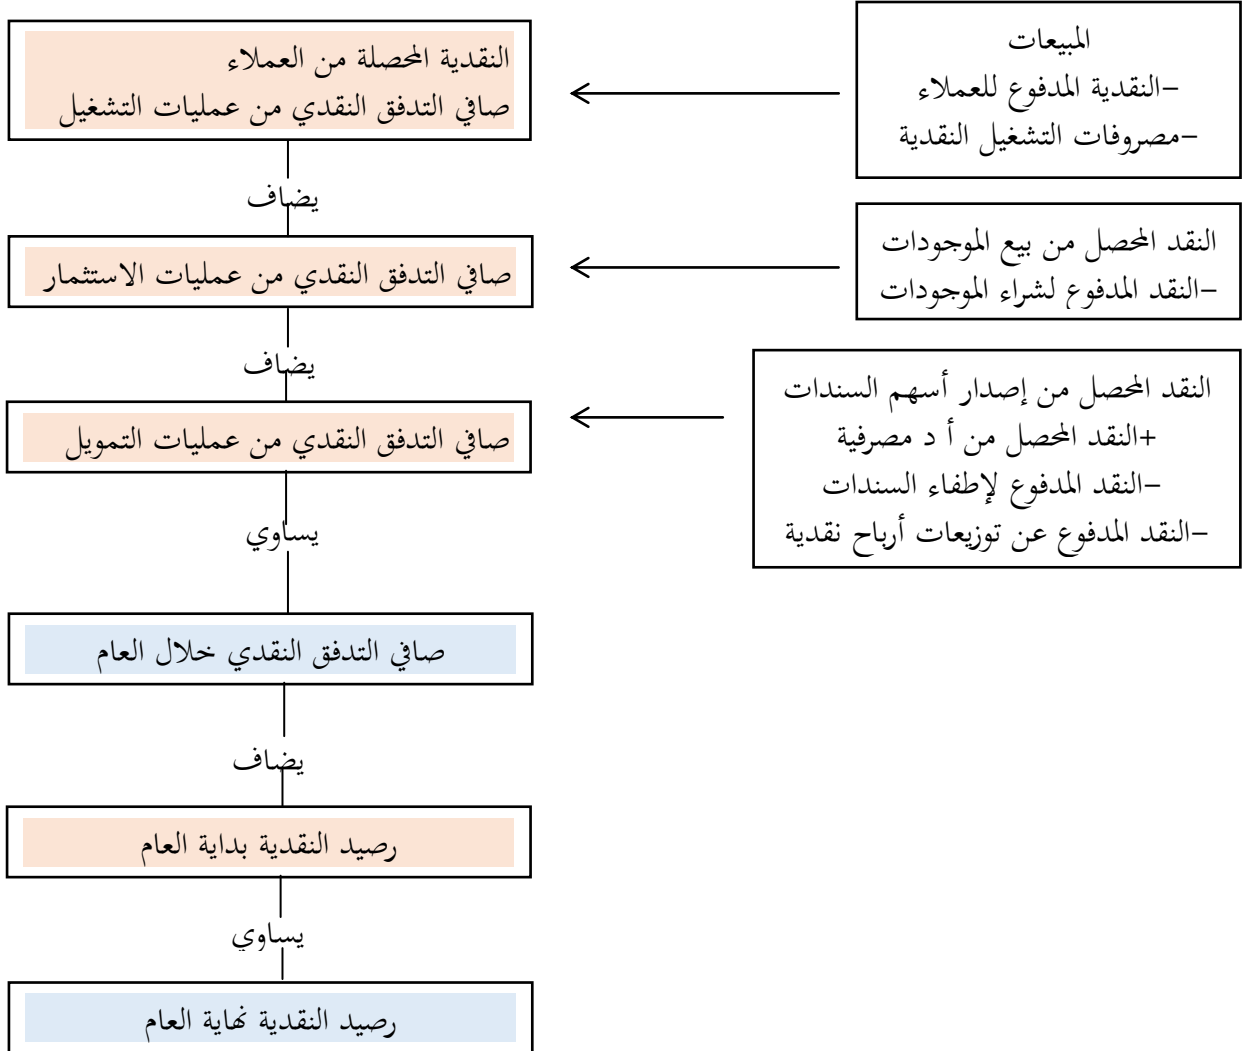 المبيعات
-النقدية المدفوع للعملاء
-مصروفات التشغيل النقدية
النقدية المحصلة من العملاء
صافي التدفق النقدي من عمليات التشغيل
يضاف
النقد المحصل من بيع الموجودات
-النقد المدفوع لشراء الموجودات
صافي التدفق النقدي من عمليات الاستثمار
يضاف
النقد المحصل من إصدار أسهم السندات
+النقد المحصل من أ د مصرفية
-النقد المدفوع لإطفاء السندات
-النقد المدفوع عن توزيعات أرباح نقدية
صافي التدفق النقدي من عمليات التمويل
يساوي
صافي التدفق النقدي خلال العام
يضاف
رصيد النقدية بداية العام
يساوي
رصيد النقدية نهاية العام